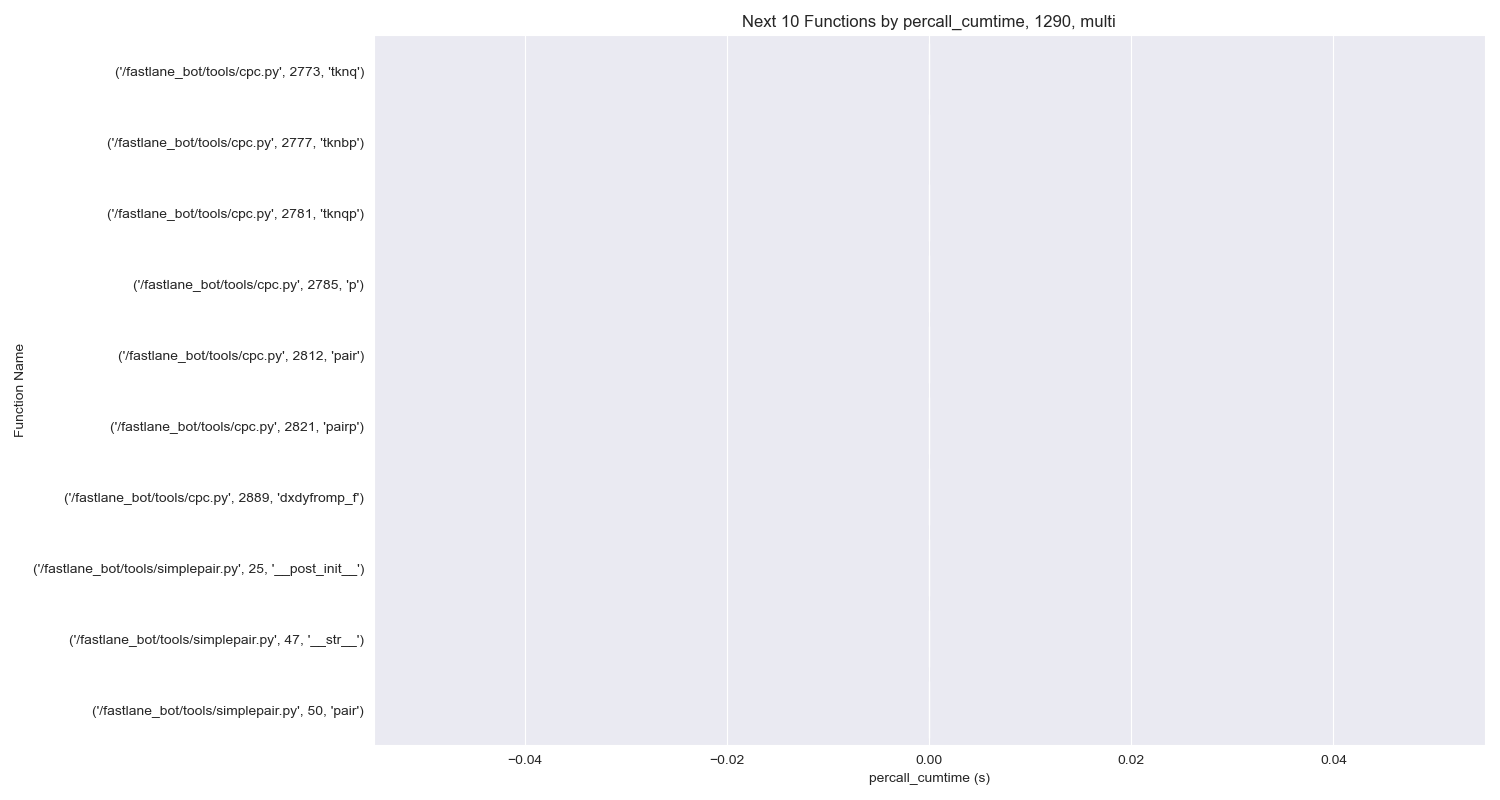 Next 10 Functions by percall_cumtime, 1290, multi
('/fastlane_bot/tools/cpc.py', 2773, 'tknq')
('/fastlane_bot/tools/cpc.py', 2777, 'tknbp')
('/fastlane_bot/tools/cpc.py', 2781, 'tknqp')
('/fastlane_bot/tools/cpc.py', 2785, 'p')
('/fastlane_bot/tools/cpc.py', 2812, 'pair')
('/fastlane_bot/tools/cpc.py', 2821, 'pairp')
('/fastlane_bot/tools/cpc.py', 2889, 'dxdyfromp_f')
('/fastlane_bot/tools/simplepair.py', 25, '__post_init__')
('/fastlane_bot/tools/simplepair.py', 47, '__str__')
('/fastlane_bot/tools/simplepair.py', 50, 'pair')
Function Name
−0.04 −0.02 0.00 0.02 0.04
percall_cumtime (s)